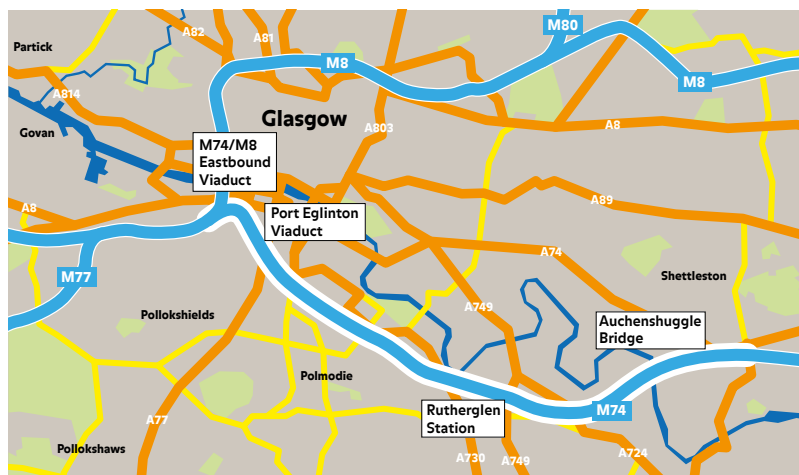 M80
A82
A81
Partick
M8
M8
A814
Glasgow
A8
A803
Govan
M74/M8
Eastbound
Viaduct
A89
A8
Port Eglinton
Viaduct
A74
M77
Shettleston
A749
Pollokshields
Auchenshuggle
Bridge
Polmodie
M74
Rutherglen
Station
A77
Pollokshaws
A730
A749
A724